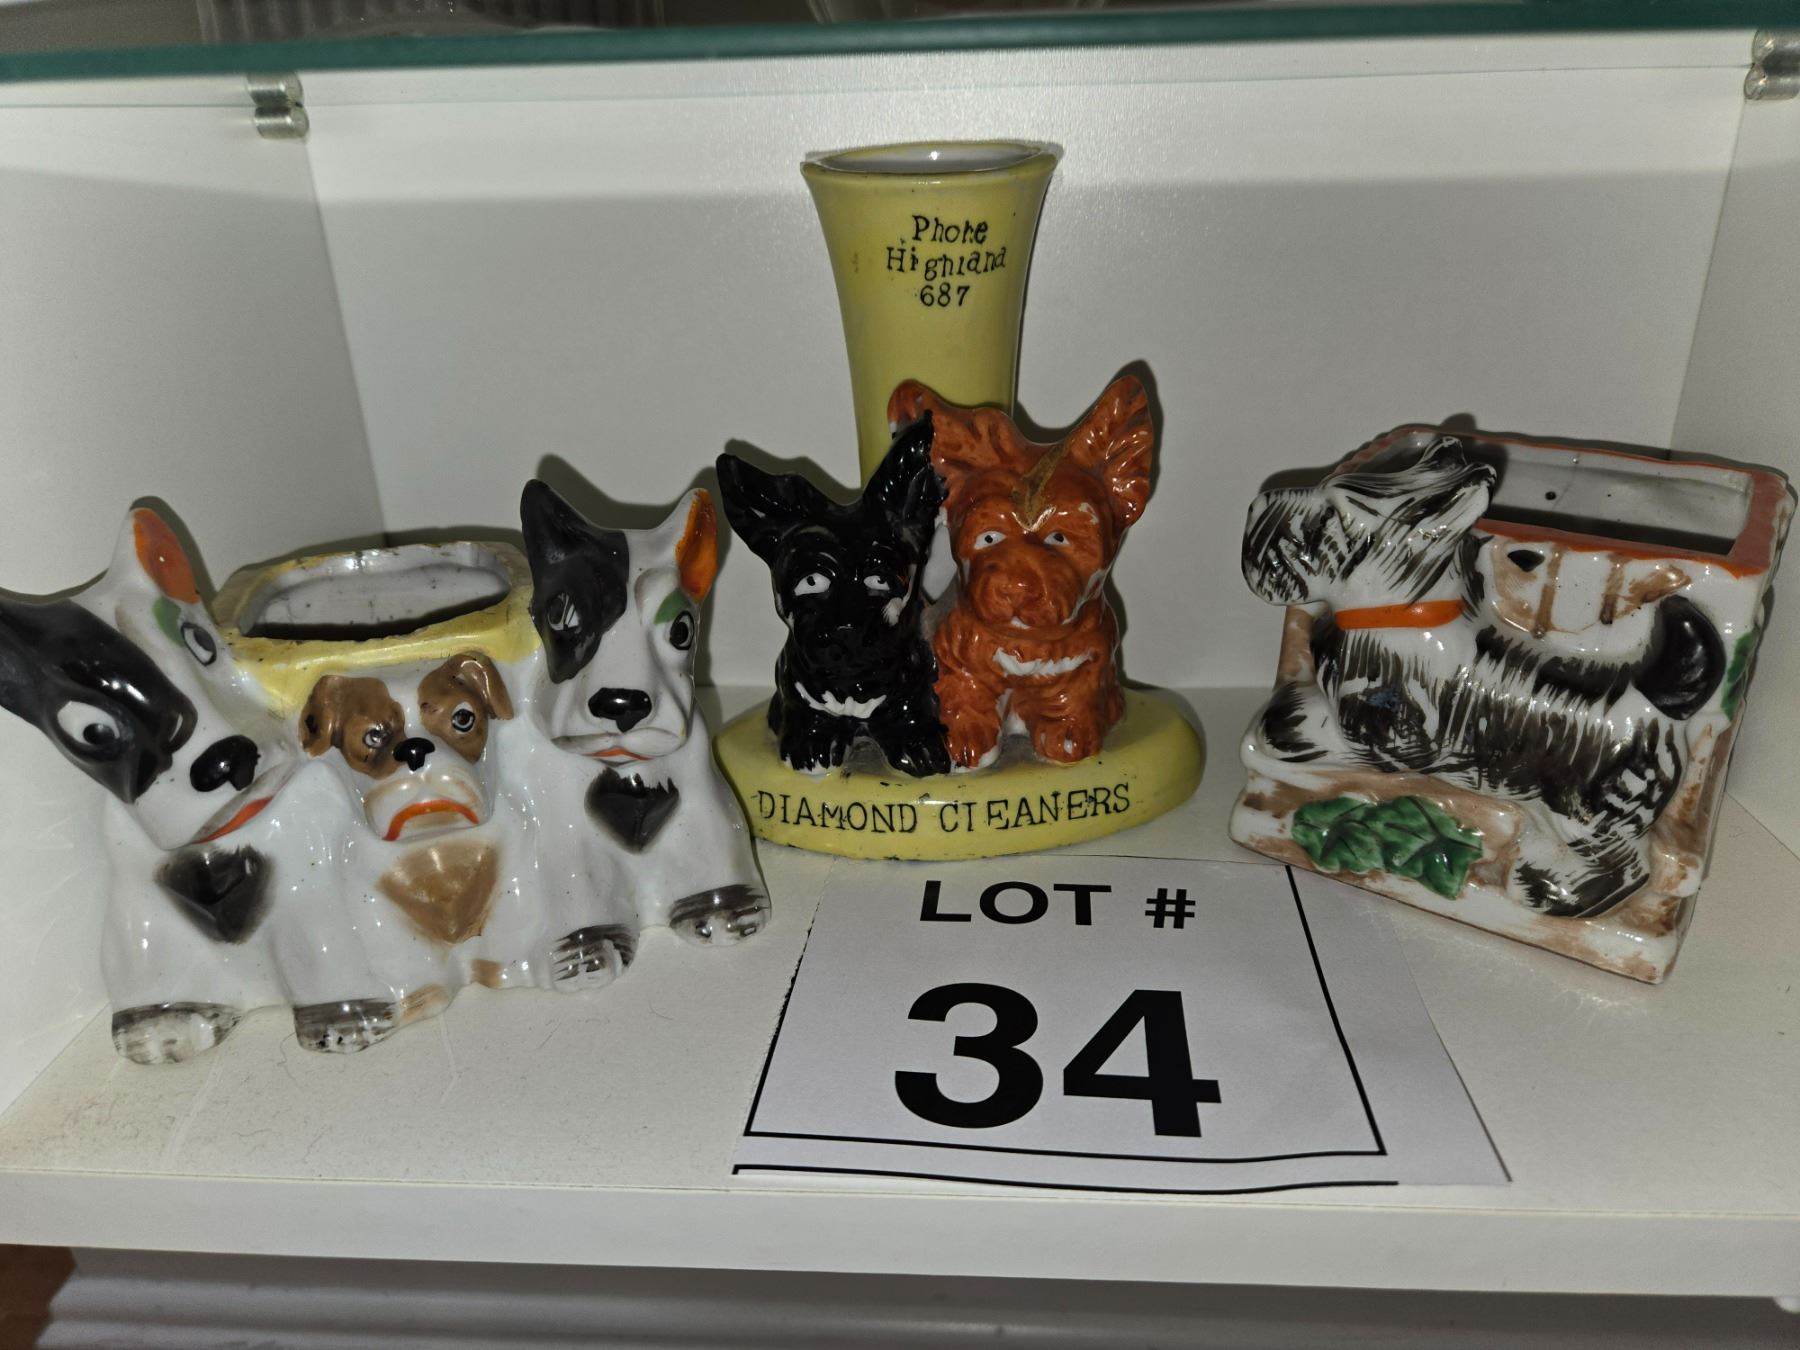 Phone
Highland
687
DIAMOND CLEANERS
LOT #
34